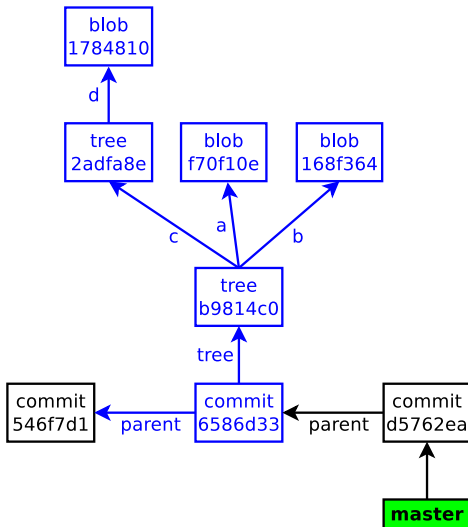 blob
1784810
d
tree
2adfa8e
blob
f70f10e
blob
168f364
c
a
b
tree
b9814c0
tree
commit
546f7d1
parent
commit
6586d33
parent
commit
d5762ea
master